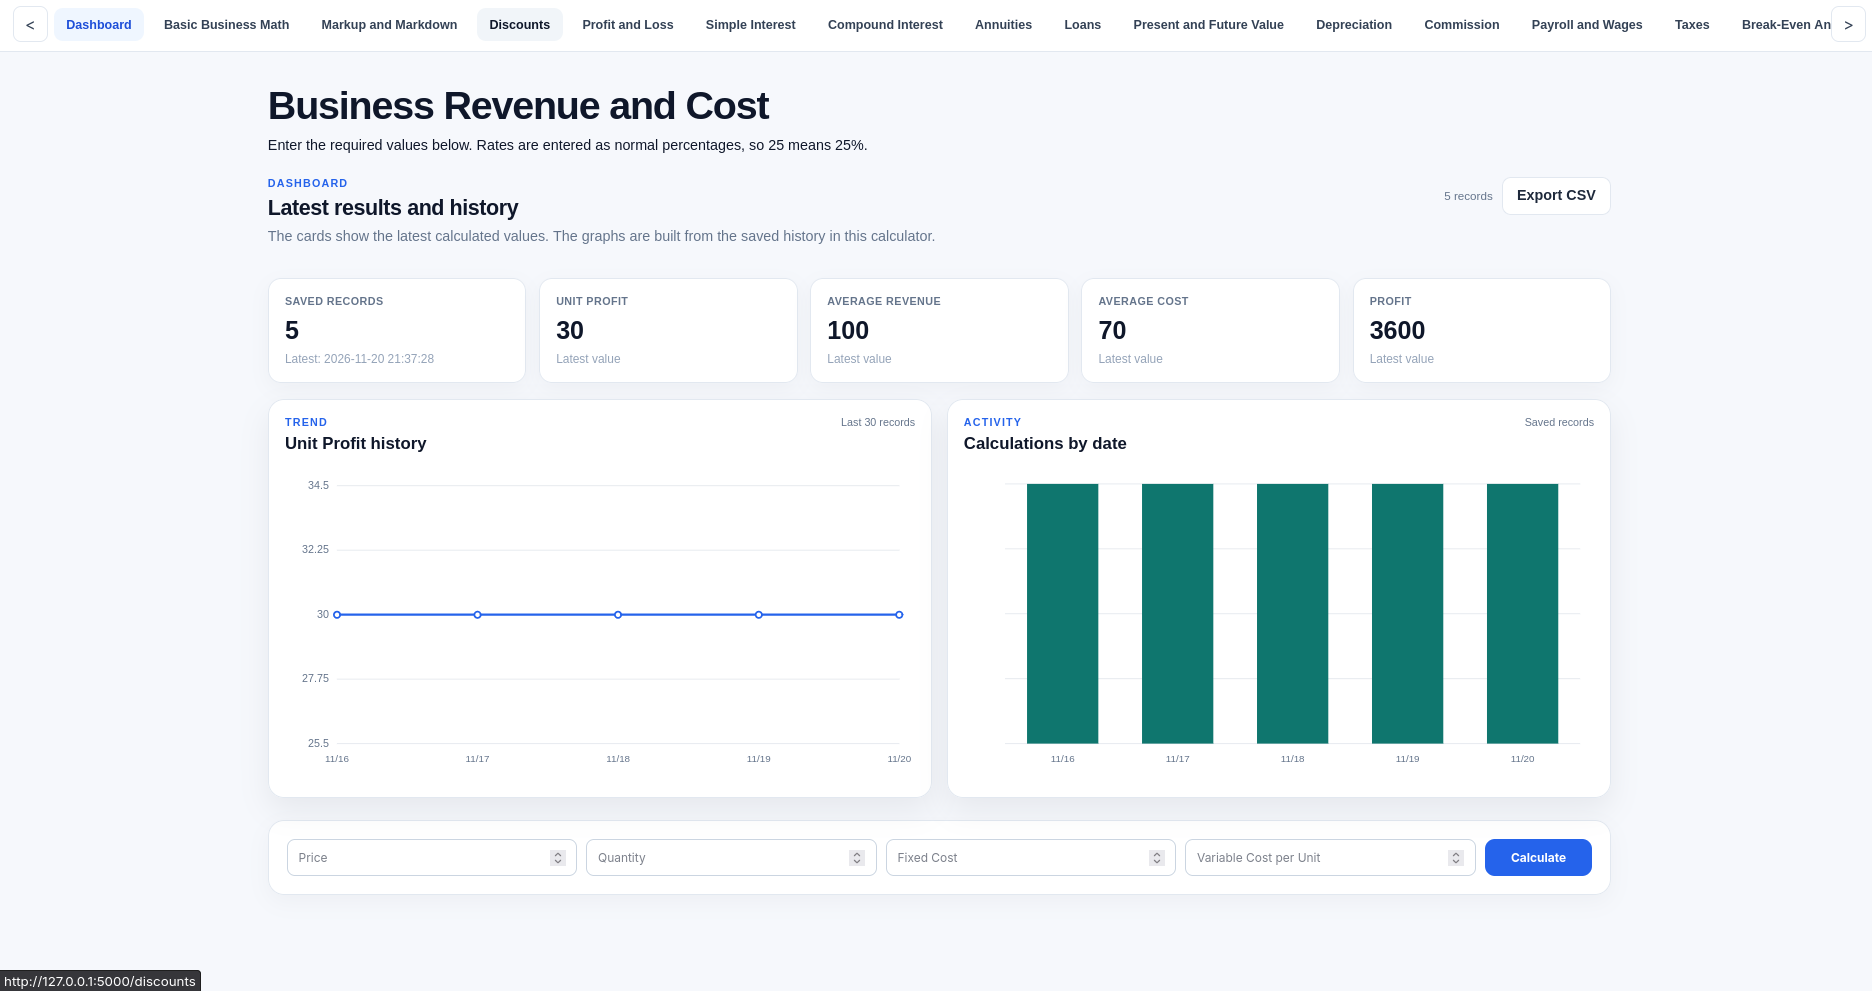 < Dashboard Basic Business Math Markup and Markdown Discounts Profit and Loss Simple Interest Compound Interest Annuities Loans Present and Future Value Depreciation Commission Payroll and Wages Taxes Break-Even An >
Business Revenue and Cost
Enter the required values below. Rates are entered as normal percentages, so 25 means 25%.
DASHBOARD
Latest results and history
The cards show the latest calculated values. The graphs are built from the saved history in this calculator.
5 records Export CSV
SAVED RECORDS
5
Latest: 2026-11-20 21:37:28
UNIT PROFIT
30
Latest value
AVERAGE REVENUE
100
Latest value
AVERAGE COST
70
Latest value
PROFIT
3600
Latest value
TREND Last 30 records
Unit Profit history
34.5
32.25
30
27.75
25.5
11/16 11/17 11/18 11/19 11/20
ACTIVITY Saved records
Calculations by date
11/16 11/17 11/18 11/19 11/20
Price Quantity Fixed Cost Variable Cost per Unit Calculate
http://127.0.0.1:5000/discounts